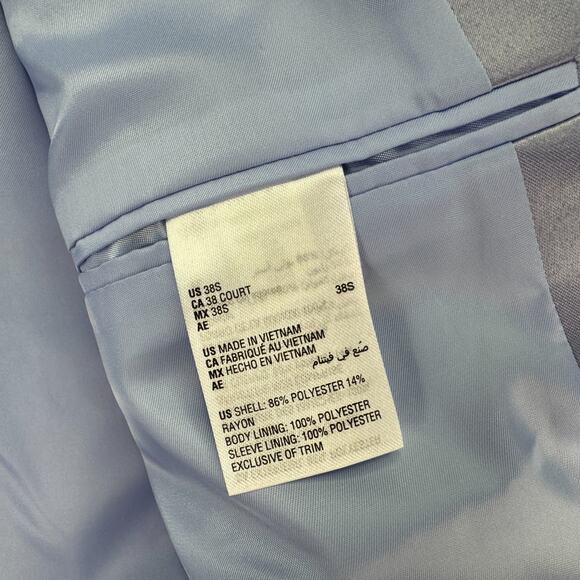 US 38S
CA 38 COURT
MX 38S 38S
AE
US MADE IN VIETNAM
CA FABRIQUÉ AU VIETNAM
MX HECHO EN VIETNAM
AE صنع في فيتنام
US SHELL: 86% POLYESTER 14%
RAYON
BODY LINING: 100% POLYESTER
SLEEVE LINING: 100% POLYESTER
EXCLUSIVE OF TRIM